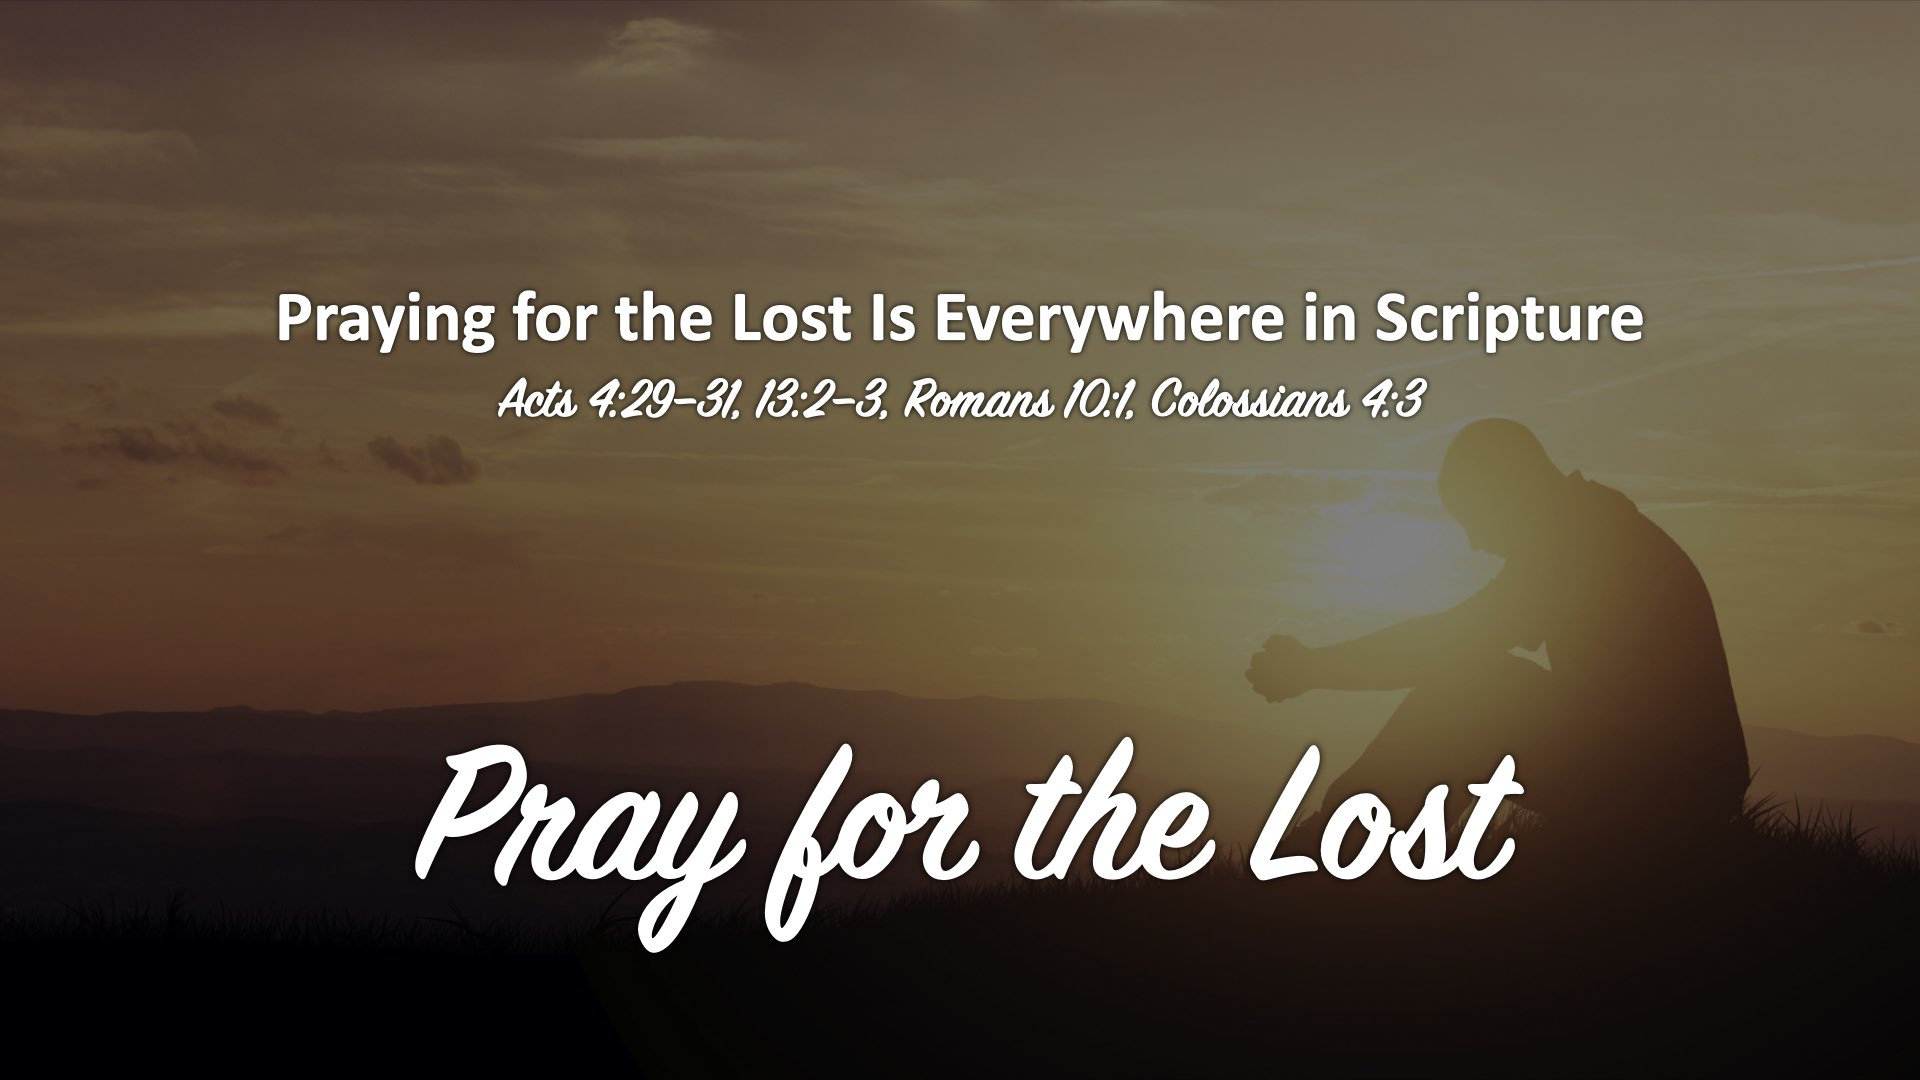 Praying for the Lost Is Everywhere in Scripture
Acts 4:29–31, 13:2–3, Romans 10:1, Colossians 4:3
Pray for the Lost